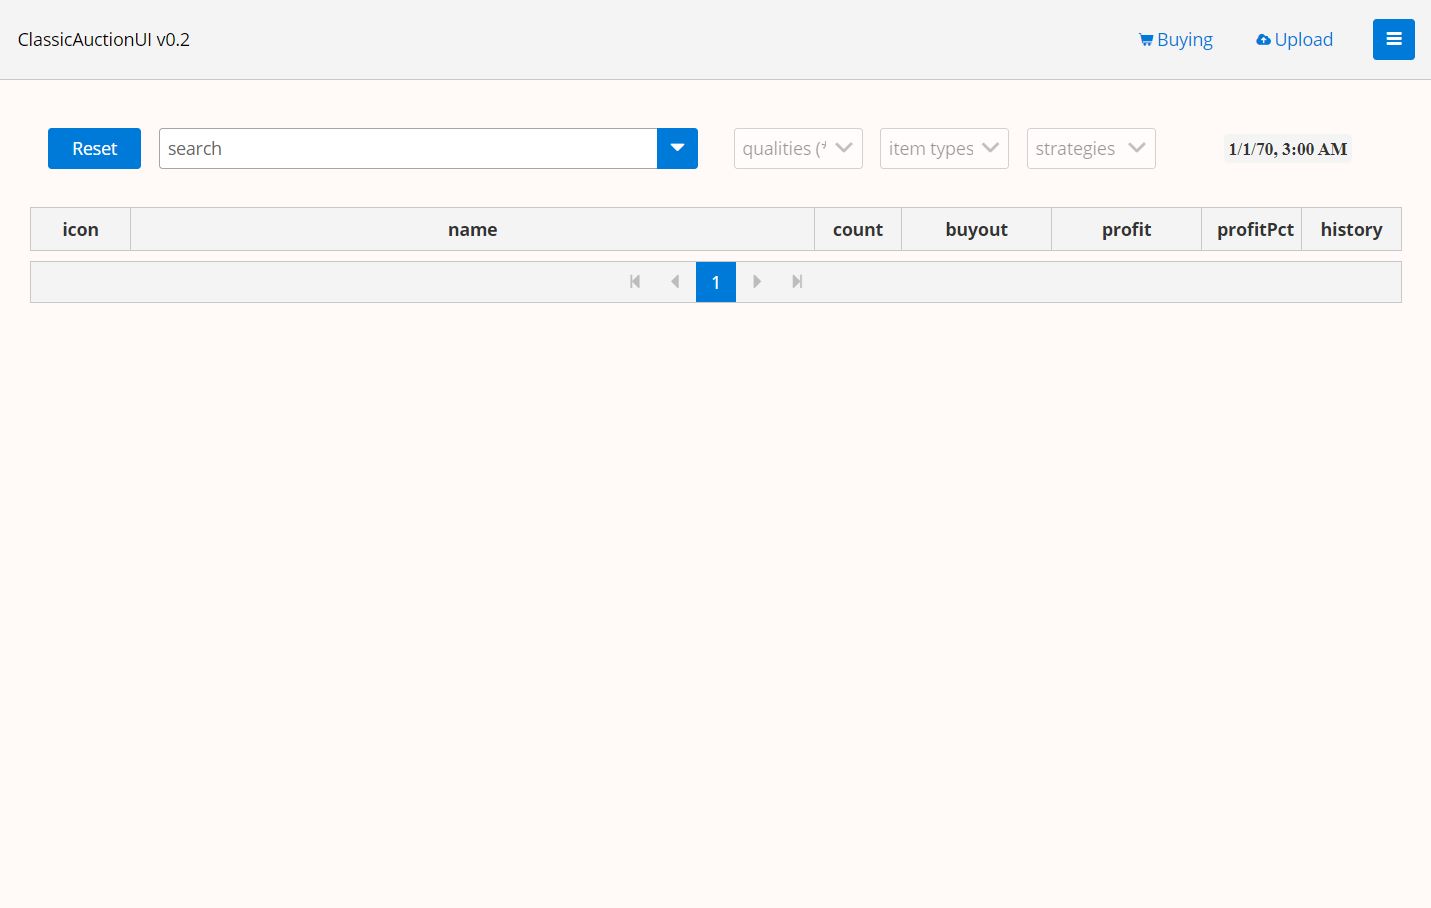 ClassicAuctionUI v0.2
Buying
Upload
Reset
search
qualities (
item types
strategies
1/1/70, 3:00 AM
icon
name
count
buyout
profit
profitPct
history
1